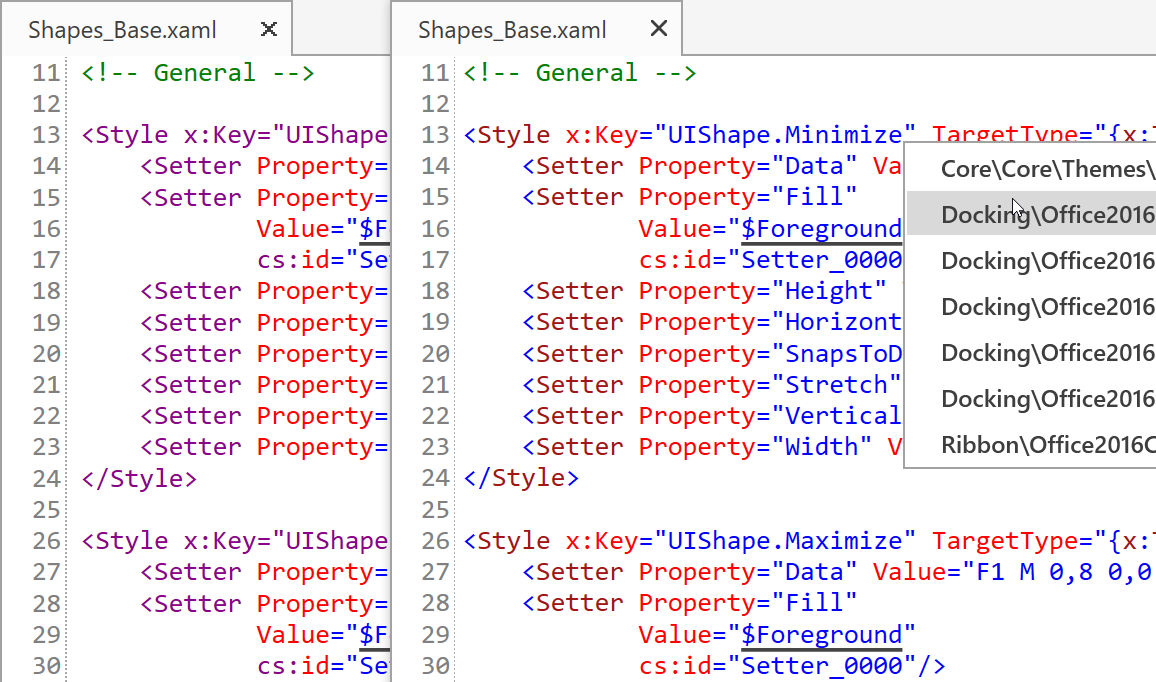 Shapes_Base.xaml
11 <!-- General -->
12
13 <Style x:Key="UIShape
14 <Setter Property=
15 <Setter Property=
16 Value="$F
17 cs:id="Se
18 <Setter Property=
19 <Setter Property=
20 <Setter Property=
21 <Setter Property=
22 <Setter Property=
23 <Setter Property=
24 </Style>
25
26 <Style x:Key="UIShape
27 <Setter Property=
28 <Setter Property=
29 Value="$F
30 cs:id="Se
Shapes_Base.xaml
11 <!-- General -->
12
13 <Style x:Key="UIShape.Minimize" TargetType="{x:
14 <Setter Property="Data" Va
15 <Setter Property="Fill"
16 Value="$Foreground
17 cs:id="Setter_0000
18 <Setter Property="Height"
19 <Setter Property="Horizont
20 <Setter Property="SnapsToD
21 <Setter Property="Stretch"
22 <Setter Property="Vertical
23 <Setter Property="Width" V
24 </Style>
25
26 <Style x:Key="UIShape.Maximize" TargetType="{x:
27 <Setter Property="Data" Value="F1 M 0,8 0,0
28 <Setter Property="Fill"
29 Value="$Foreground"
30 cs:id="Setter_0000"/>
Core\Core\Themes\
Docking\Office2016
Docking\Office2016
Docking\Office2016
Docking\Office2016
Docking\Office2016
Ribbon\Office2016C